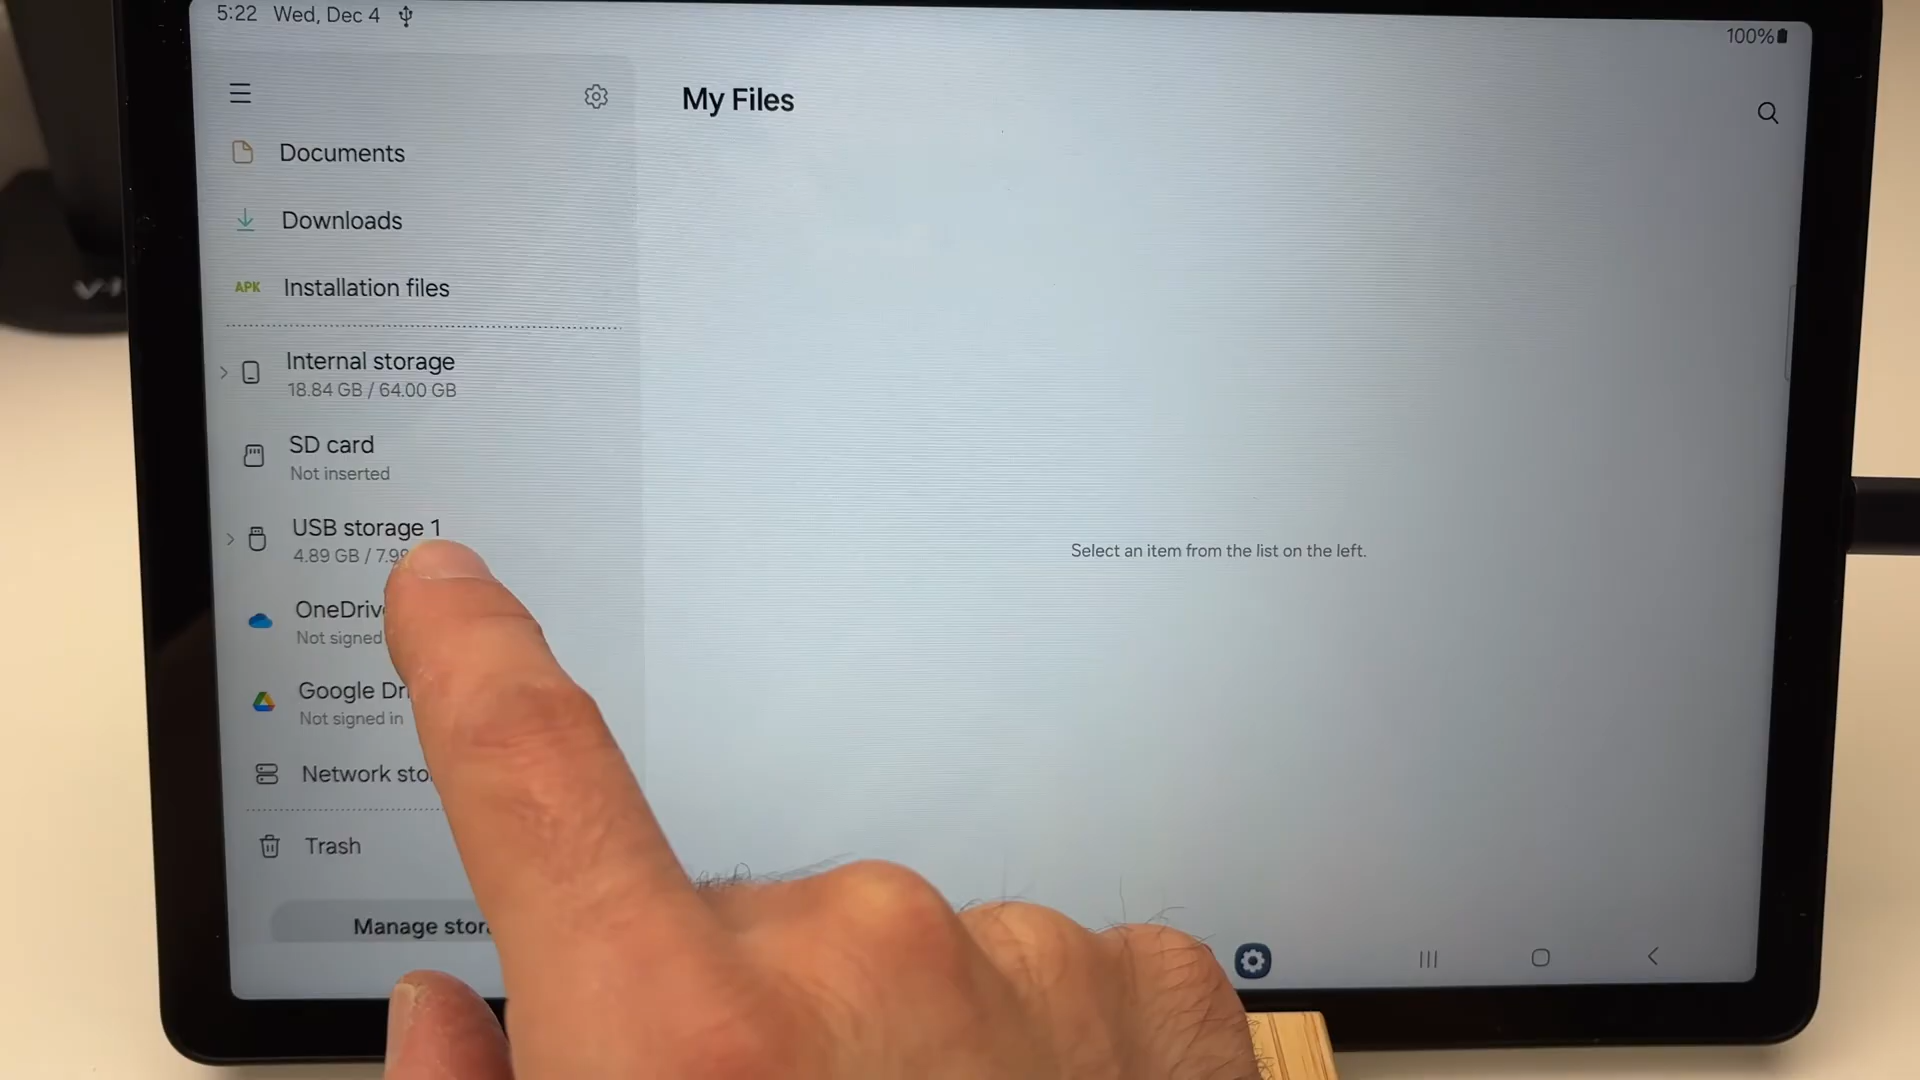 5:22 Wed, Dec 4
100%
My Files
Documents
Downloads
APK Installation files
Internal storage
18.84 GB / 64.00 GB
SD card
Not inserted
USB storage 1
4.89 GB / 7.99
Select an item from the list on the left.
OneDriv
Not signed
Google Dri
Not signed in
Network sto
Trash
Manage stor